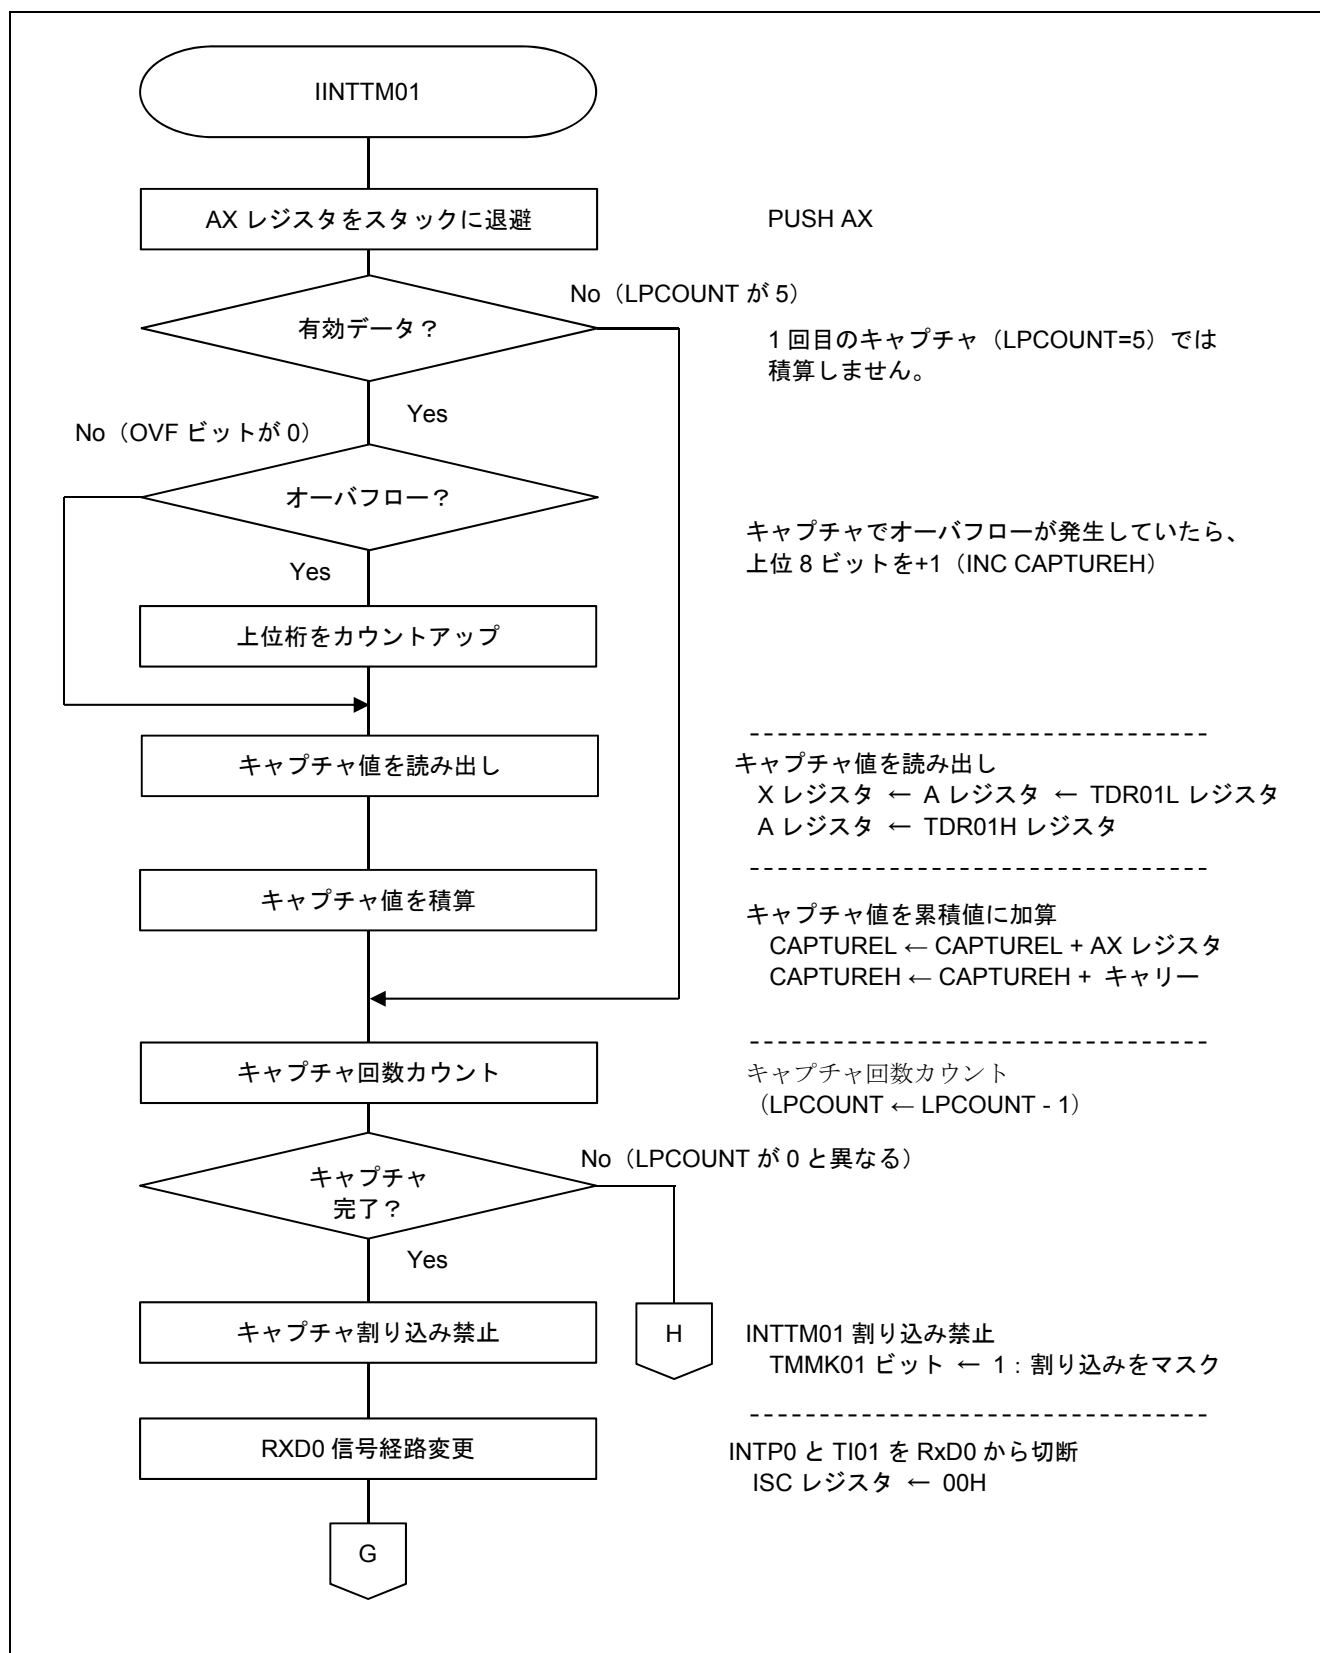 IINTTM01
AX レジスタをスタックに退避
PUSH AX
No（LPCOUNT が 5）
有効データ？
1 回目のキャプチャ（LPCOUNT=5）では
積算しません。
Yes
No（OVF ビットが 0）
オーバフロー？
キャプチャでオーバフローが発生していたら、
上位 8 ビットを+1（INC CAPTUREH）
Yes
上位桁をカウントアップ
キャプチャ値を読み出し
キャプチャ値を読み出し
X レジスタ ← A レジスタ ← TDR01L レジスタ
A レジスタ ← TDR01H レジスタ
キャプチャ値を積算
キャプチャ値を累積値に加算
CAPTUREL ← CAPTUREL + AX レジスタ
CAPTUREH ← CAPTUREH + キャリー
キャプチャ回数カウント
キャプチャ回数カウント
（LPCOUNT ← LPCOUNT - 1）
No（LPCOUNT が 0 と異なる）
キャプチャ
完了？
Yes
キャプチャ割り込み禁止
H
INTTM01 割り込み禁止
TMMK01 ビット ← 1：割り込みをマスク
RXD0 信号経路変更
INTP0 と TI01 を RxD0 から切断
ISC レジスタ ← 00H
G